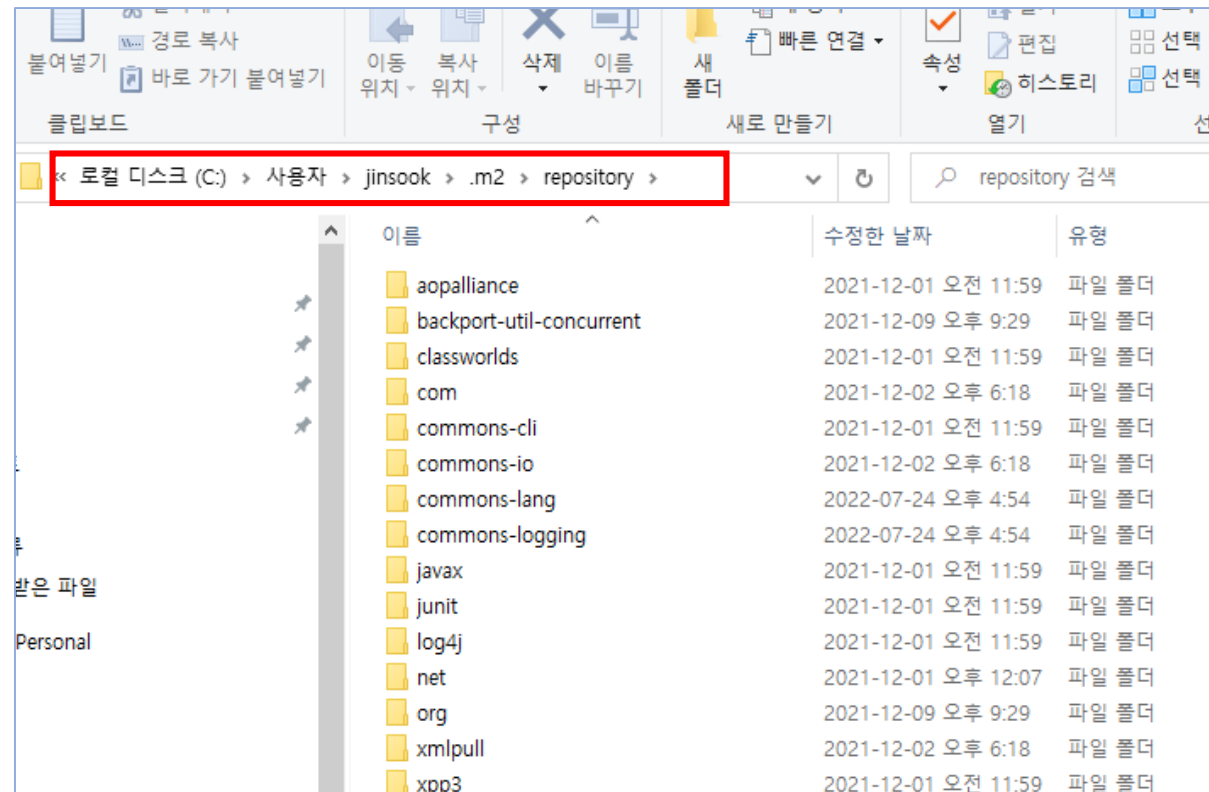 경로 복사
붙여넣기
바로 가기 붙여넣기
이동 위치
복사 위치
삭제
이름 바꾸기
새 폴더
빠른 연결
속성
편집
히스토리
선택
선택
클립보드
구성
새로 만들기
열기
« 로컬 디스크 (C:) > 사용자 > jinsook > .m2 > repository >
repository 검색
이름 수정한 날짜 유형
aopalliance 2021-12-01 오전 11:59 파일 폴더
backport-util-concurrent 2021-12-09 오후 9:29 파일 폴더
classworlds 2021-12-01 오전 11:59 파일 폴더
com 2021-12-02 오후 6:18 파일 폴더
commons-cli 2021-12-01 오전 11:59 파일 폴더
commons-io 2021-12-02 오후 6:18 파일 폴더
commons-lang 2022-07-24 오후 4:54 파일 폴더
commons-logging 2022-07-24 오후 4:54 파일 폴더
javax 2021-12-01 오전 11:59 파일 폴더
받은 파일
junit 2021-12-01 오전 11:59 파일 폴더
Personal
log4j 2021-12-01 오전 11:59 파일 폴더
net 2021-12-01 오후 12:07 파일 폴더
org 2021-12-09 오후 9:29 파일 폴더
xmlpull 2021-12-02 오후 6:18 파일 폴더
xpp3 2021-12-01 오전 11:59 파일 폴더